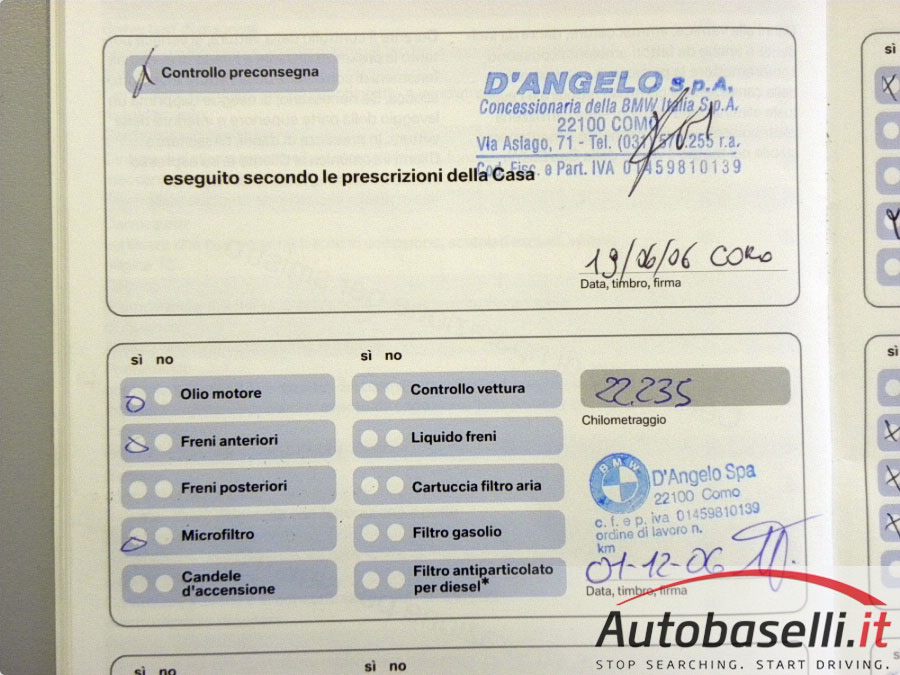 Controllo preconsegna
D'ANGELO S.p.A.
Concessionaria della BMW Italia S.p.A.
22100 COMO
Via Asiago, 71 - Tel. (031) 570.255 r.a.
Cod. Fisc. e Part. IVA 01459810139
eseguito secondo le prescrizioni della Casa
19/06/06 COMO
Data, timbro, firma
sì no
sì no
Olio motore
Freni anteriori
Freni posteriori
Microfiltro
Candele
d'accensione
Controllo vettura
Liquido freni
Cartuccia filtro aria
Filtro gasolio
Filtro antiparticolato
per diesel*
22.235
Chilometraggio
BMW
D'Angelo Spa
22100 Como
c. f. e p. iva 01459810139
ordine di lavoro n.
km
01-12-06
Data, timbro, firma
sì no
sì no
sì
sì
Autobaselli.it
STOP SEARCHING. START DRIVING.